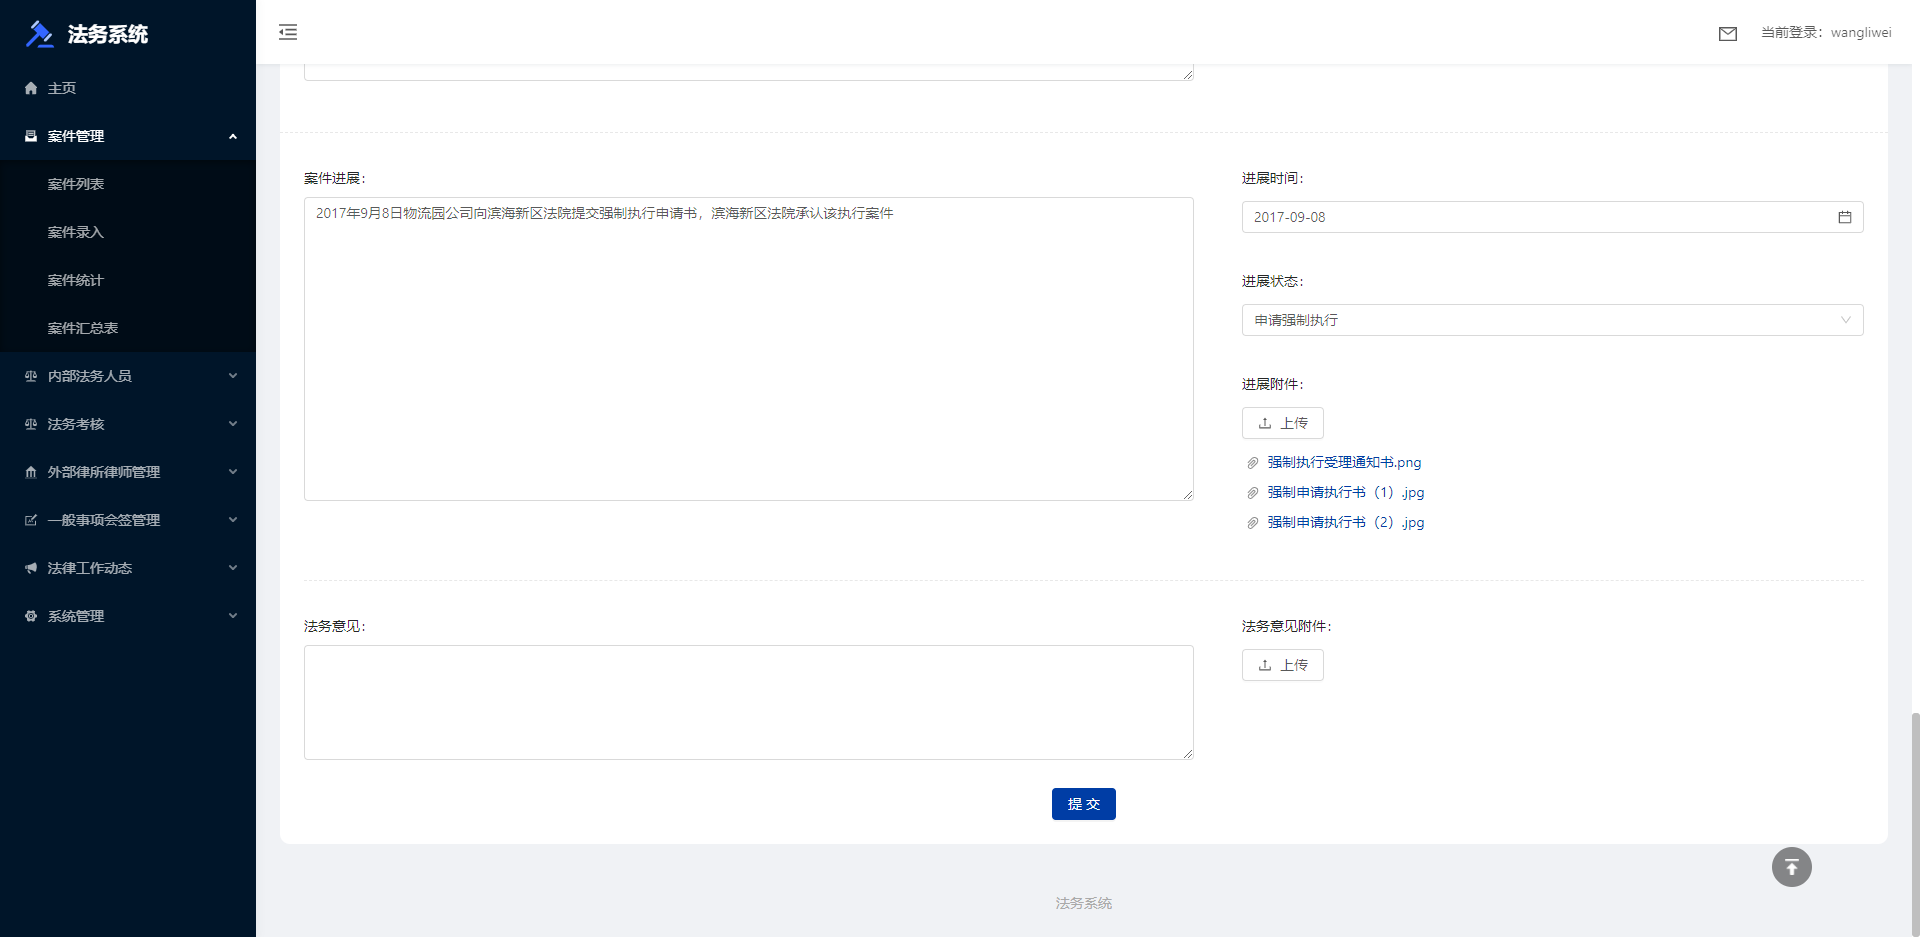 法务系统
当前登录：wangliwei
主页
案件管理
案件列表
案件录入
案件统计
案件汇总表
内部法务人员
法务考核
外部律所律师管理
一般事项会签管理
法律工作动态
系统管理
案件进展：
2017年9月8日物流园公司向滨海新区法院提交强制执行申请书，滨海新区法院承认该执行案件
进展时间：
2017-09-08
进展状态：
申请强制执行
进展附件：
上传
强制执行受理通知书.png
强制申请执行书（1）.jpg
强制申请执行书（2）.jpg
法务意见：
法务意见附件：
上传
提 交
法务系统